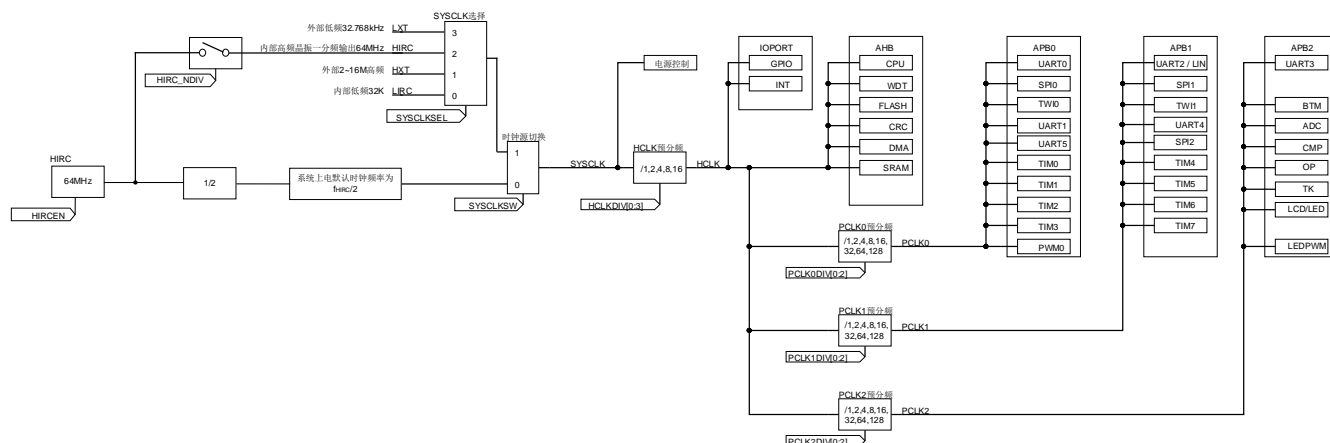 SYSCLK选择
外部低频32.768kHz LXT
3
内部高频晶振一分频输出64MHz HIRC
2
外部2~16M高频 HXT
1
内部低频32K LIRC
0
HIRC_NDIV
SYSCLKSEL
HIRC
64MHz
HIRCEN
1/2
系统上电默认时钟频率为
fHIRC/2
时钟源切换
1
0
SYSCLKSW
SYSCLK
电源控制
HCLK预分频
/1,2,4,8,16
HCLKDIV[0:3]
HCLK
IOPORT
GPIO
INT
AHB
CPU
WDT
FLASH
CRC
DMA
SRAM
PCLK0预分频
/1,2,4,8,16,
32,64,128
PCLK0DIV[0:2]
PCLK0
PCLK1预分频
/1,2,4,8,16,
32,64,128
PCLK1DIV[0:2]
PCLK1
PCLK2预分频
/1,2,4,8,16,
32,64,128
PCLK2DIV[0:2]
PCLK2
APB0
UART0
SPI0
TWI0
UART1
UART5
TIM0
TIM1
TIM2
TIM3
PWM0
APB1
UART2 / LIN
SPI1
TWI1
UART4
SPI2
TIM4
TIM5
TIM6
TIM7
APB2
UART3
BTM
ADC
CMP
OP
TK
LCD/LED
LEDPWM